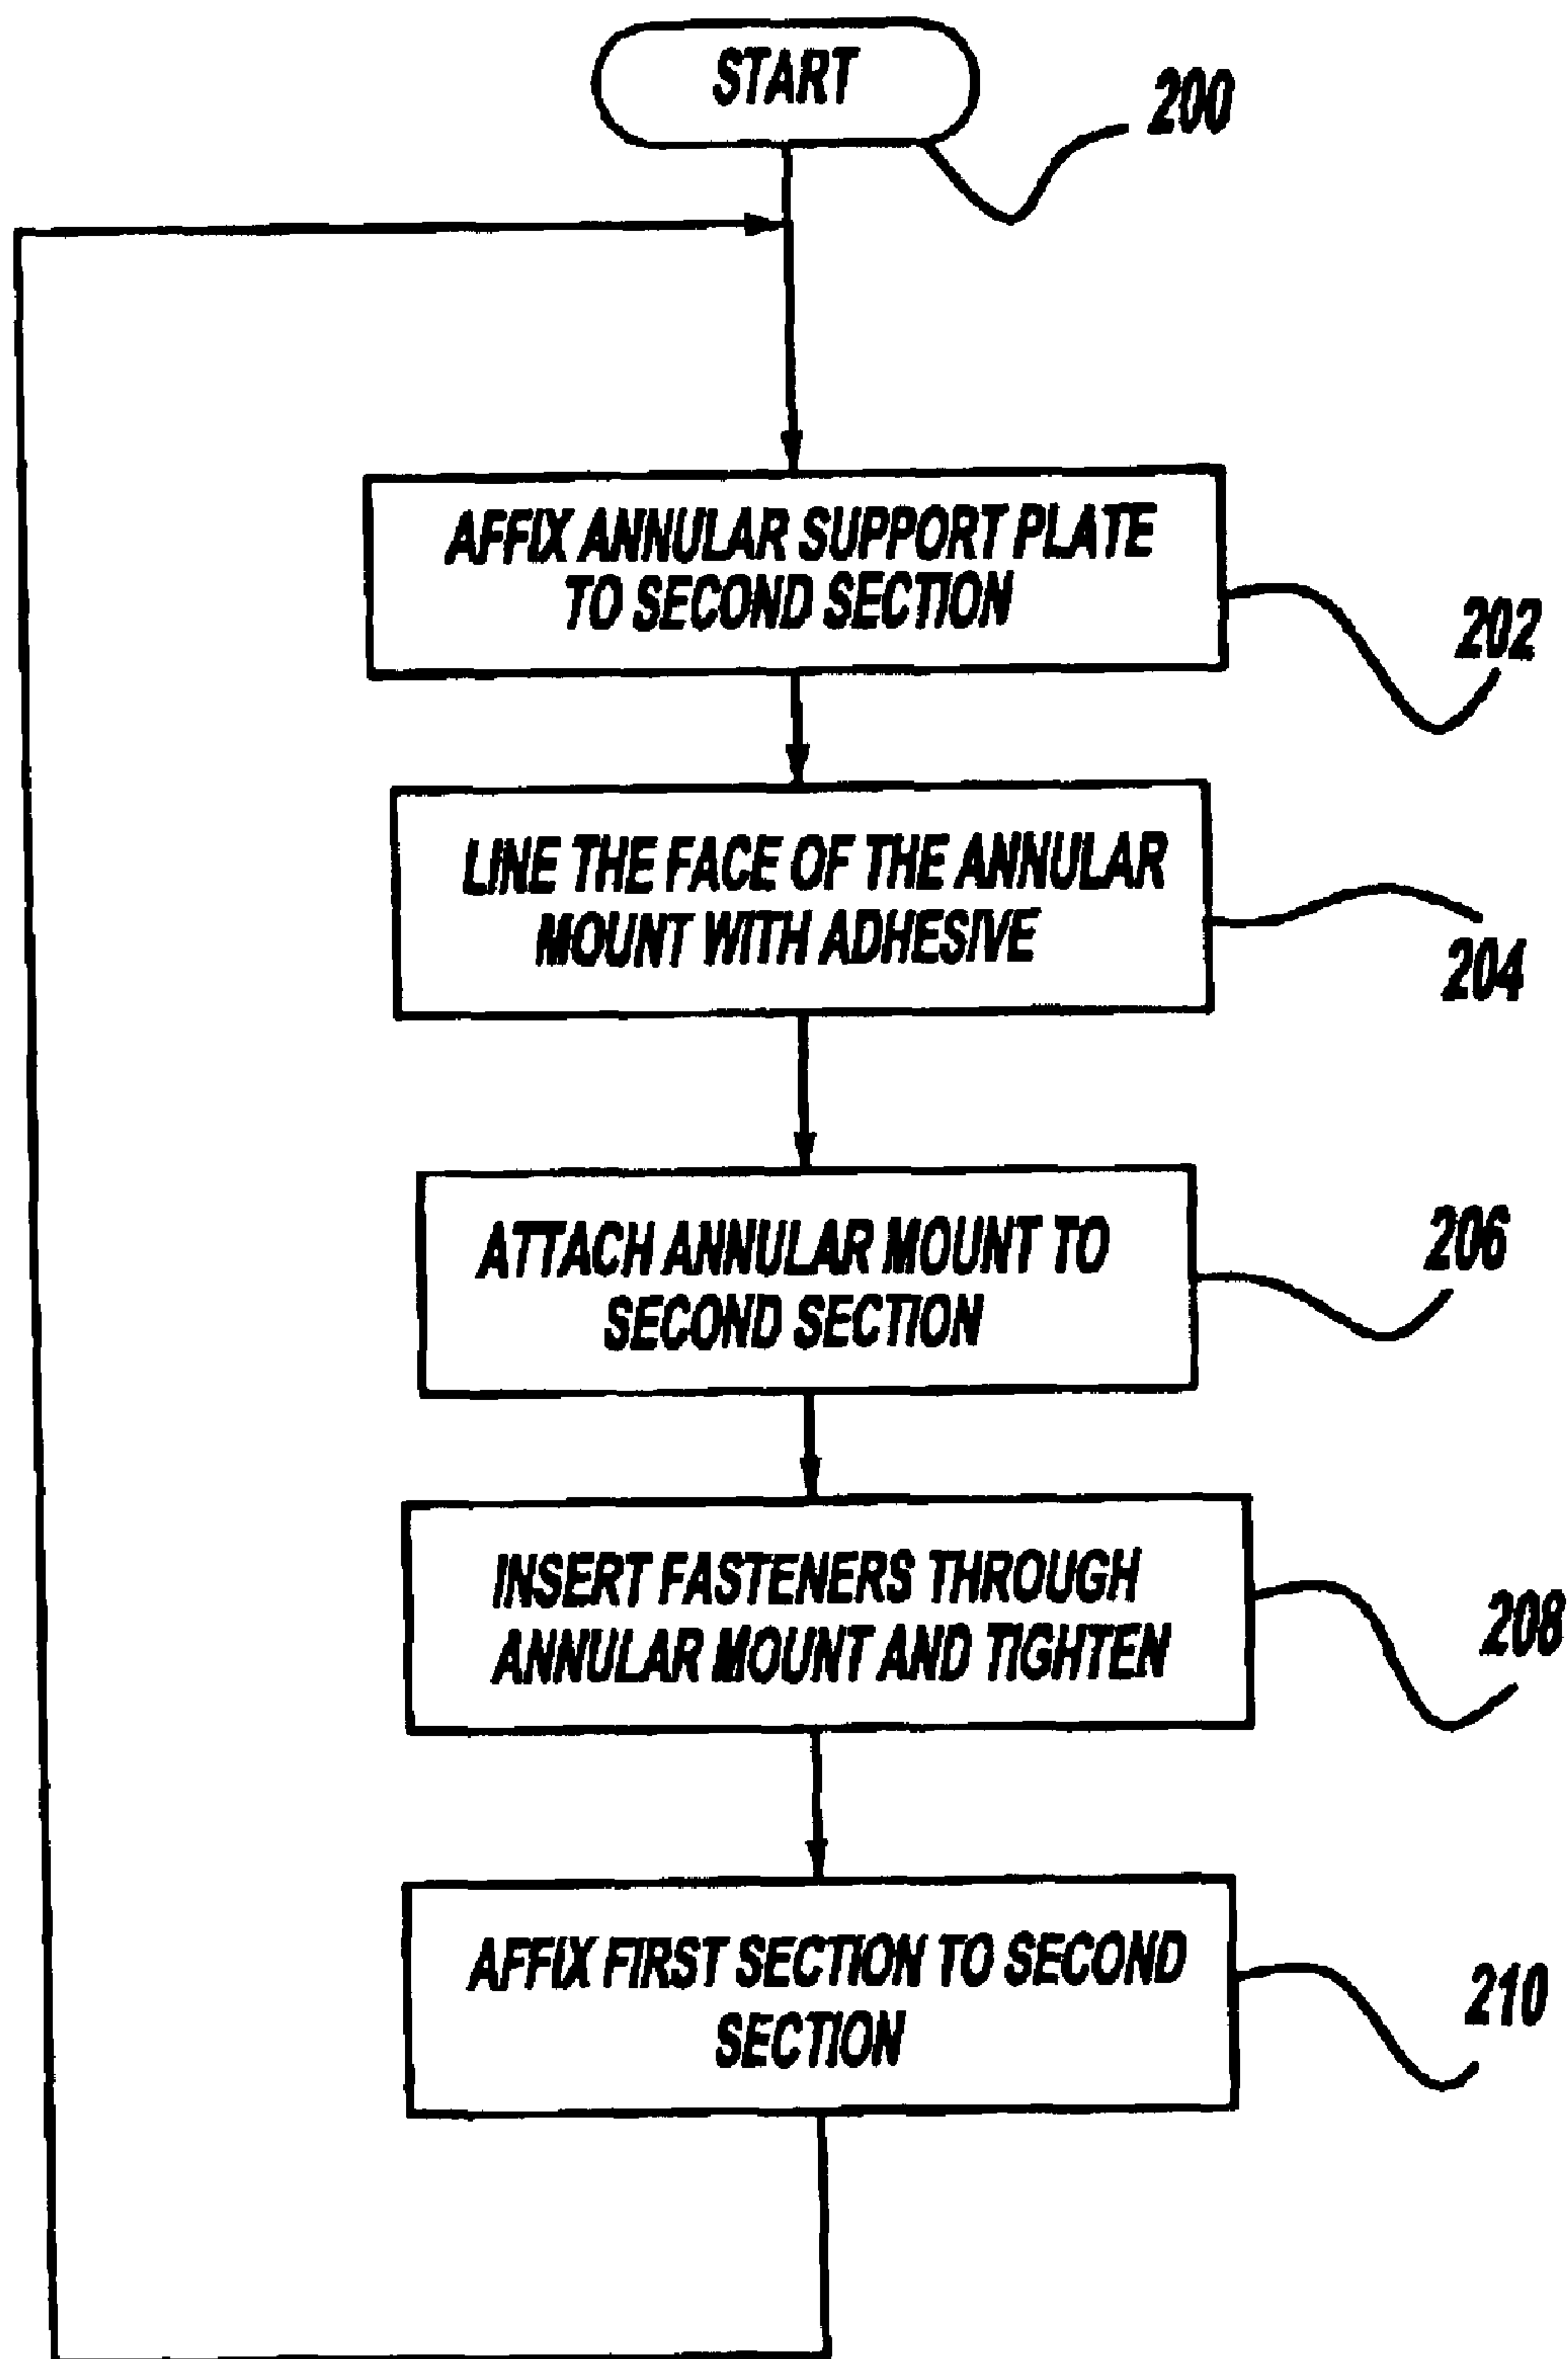 START
200
AFFIX ANNULAR SUPPORT PLATE
TO SECOND SECTION
202
LINE THE FACE OF THE ANNULAR
MOUNT WITH ADHESIVE
204
ATTACH ANNULAR MOUNT TO
SECOND SECTION
206
INSERT FASTENERS THROUGH
ANNULAR MOUNT AND TIGHTEN
208
AFFIX FIRST SECTION TO SECOND
SECTION
210